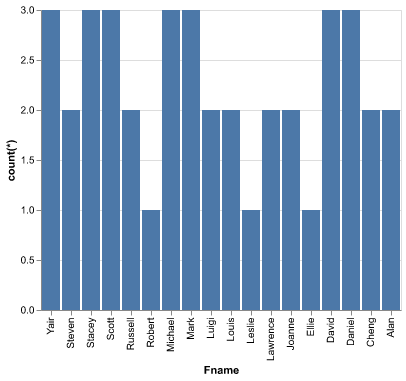 3.0
2.5
2.0
1.5
1.0
0.5
0.0
count(*)
Yair
Steven
Stacey
Scott
Russell
Robert
Michael
Mark
Luigi
Louis
Leslie
Lawrence
Joanne
Ellie
David
Daniel
Cheng
Alan
Fname